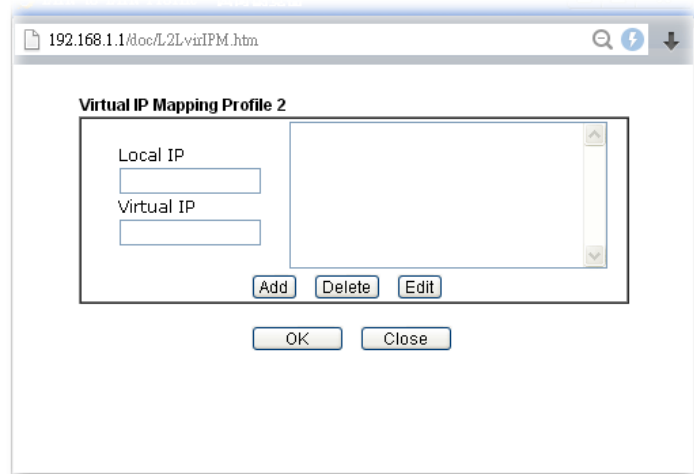 192.168.1.1/doc/L2LvirIPM.htm
Virtual IP Mapping Profile 2
Local IP
Virtual IP
Add Delete Edit
OK Close